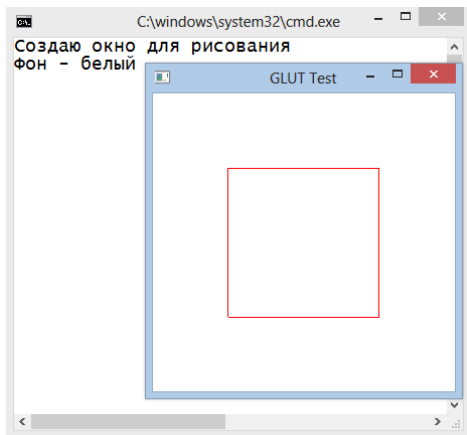 C:\windows\system32\cmd.exe
Создаю окно для рисования
Фон - белый
GLUT Test